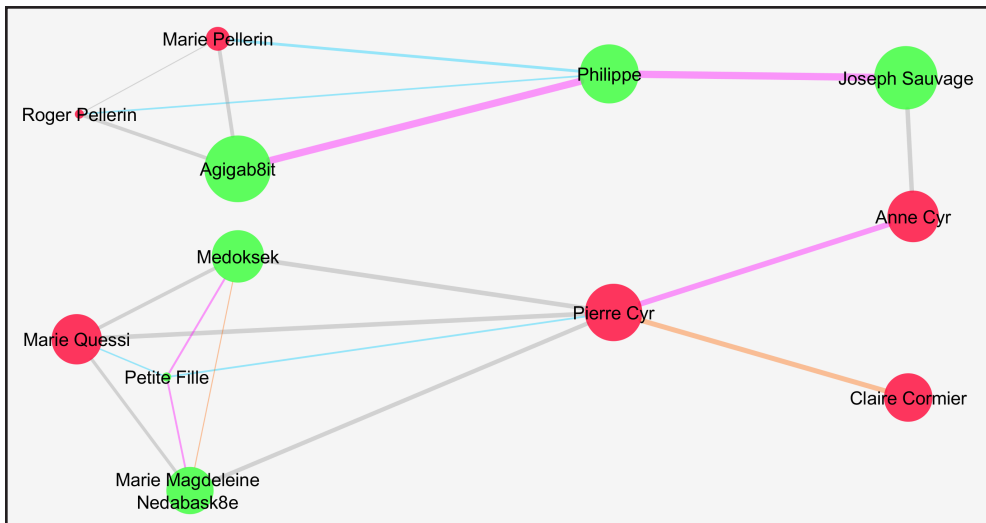 Marie Pellerin
Philippe
Joseph Sauvage
Roger Pellerin
Agigab8it
Anne Cyr
Medoksek
Pierre Cyr
Marie Quessi
Petite Fille
Claire Cormier
Marie Magdeleine
Nedabask8e